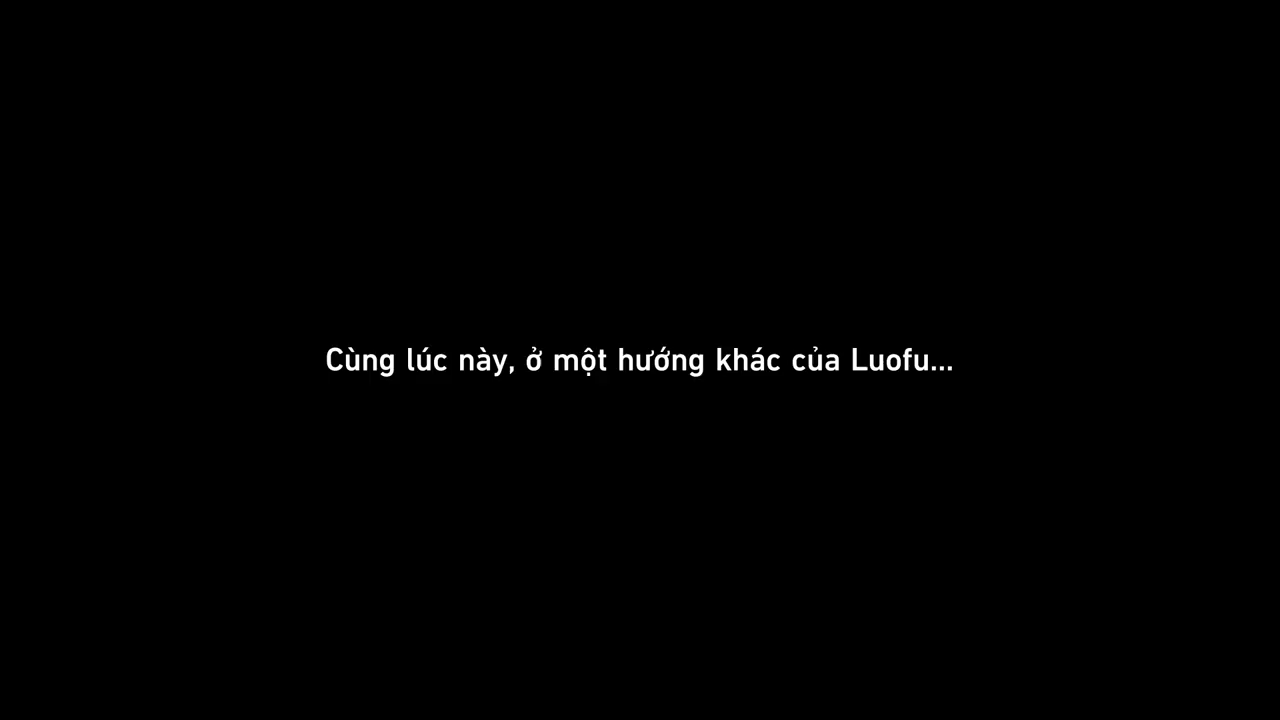 Cùng lúc này, ở một hướng khác của Luofu...